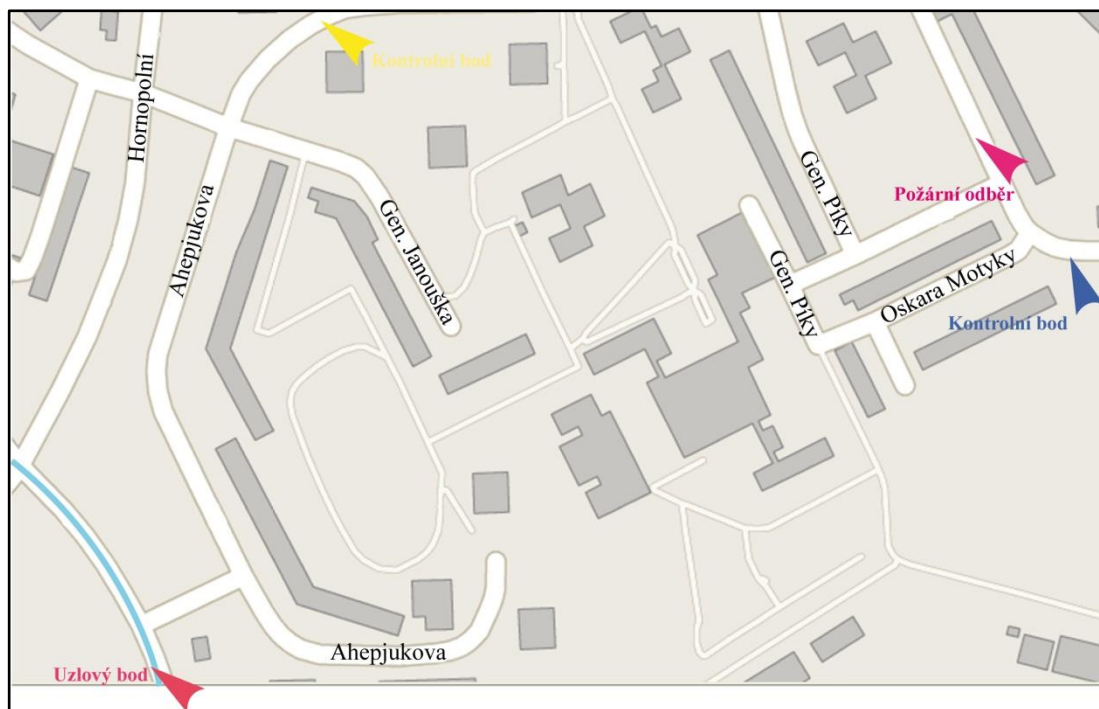 Kontrolní bod
Hornopolní
Ahepjukova
Gen. Janouška
Gen. Píky
Požární odběr
Gen. Píky
Oskara Motyky
Kontrolní bod
Ahepjukova
Uzlový bod